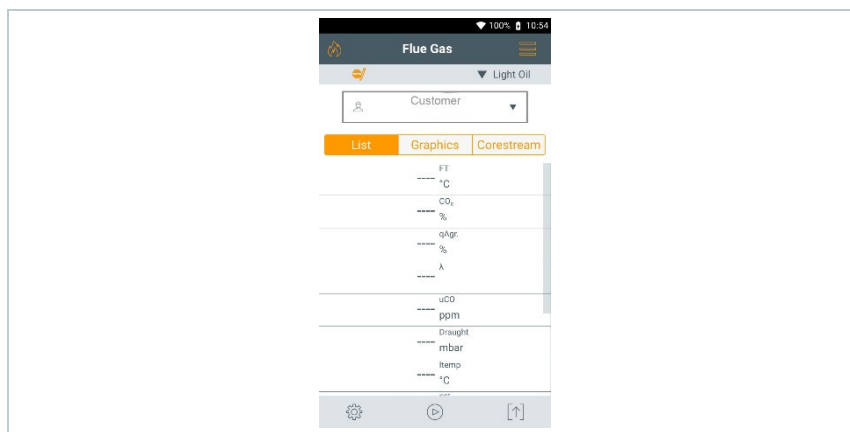 100% 10:54
Flue Gas
Light Oil
Customer
List Graphics Corestream
FT
---- °C
CO₂
---- %
qAgr.
---- %
λ
----
uCO
---- ppm
Draught
---- mbar
Itemp
---- °C